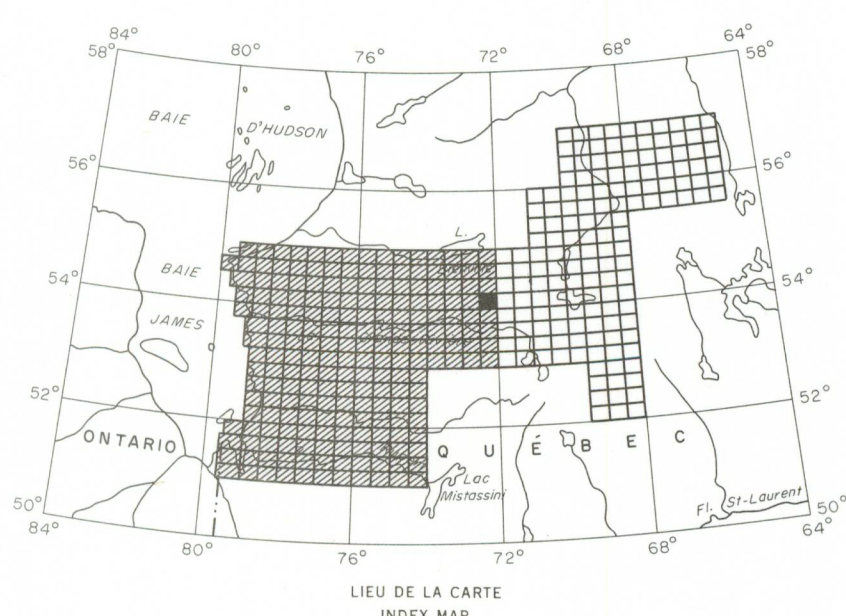 84°
80°
76°
72°
68°
64°
58°
58°
BAIE
D'HUDSON
56°
56°
L.
54°
BAIE
54°
JAMES
52°
52°
ONTARIO
QUÉBEC
Lac
Mistassini
Fl. St-Laurent
50°
50°
84°
80°
76°
72°
68°
64°
LIEU DE LA CARTE
INDEX MAP